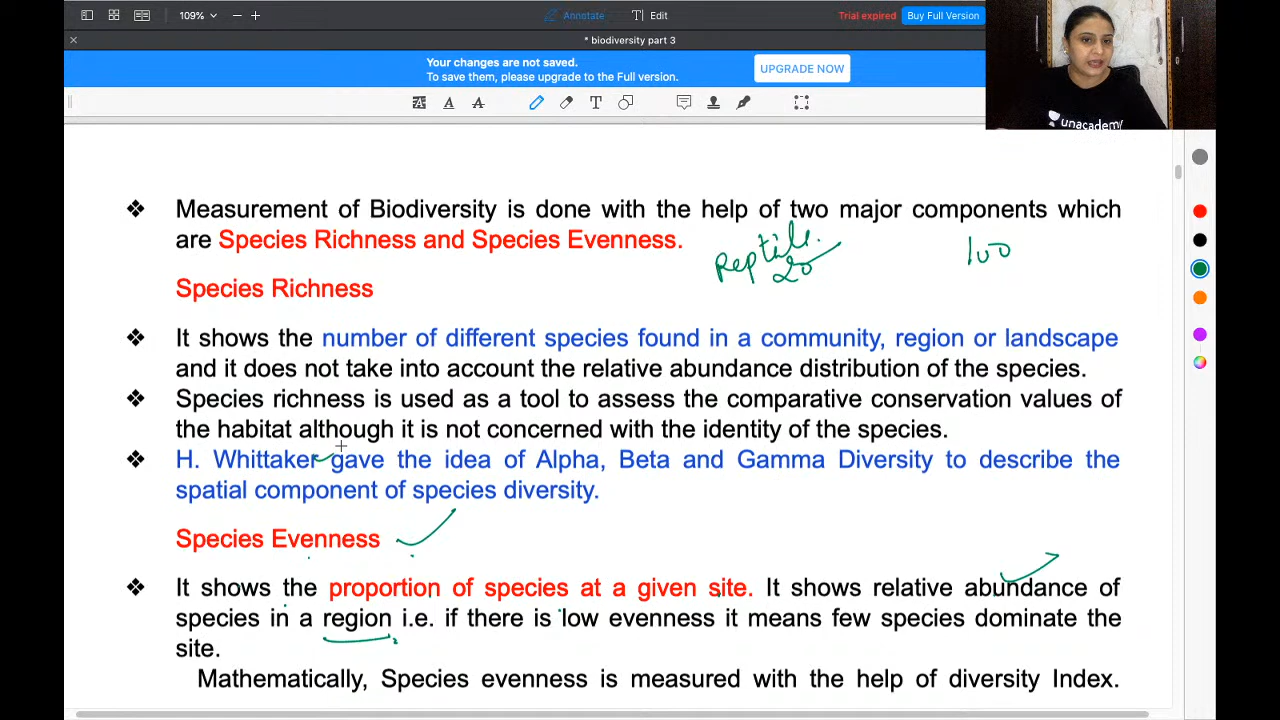 109%
Annotate
Edit
Trial expired
Buy Full Version
* biodiversity part 3
Your changes are not saved.
To save them, please upgrade to the Full version.
UPGRADE NOW
unacademy
❖ Measurement of Biodiversity is done with the help of two major components which
are Species Richness and Species Evenness.
Reptile.
20
100
Species Richness
❖ It shows the number of different species found in a community, region or landscape
and it does not take into account the relative abundance distribution of the species.
❖ Species richness is used as a tool to assess the comparative conservation values of
the habitat although it is not concerned with the identity of the species.
❖ H. Whittaker gave the idea of Alpha, Beta and Gamma Diversity to describe the
spatial component of species diversity.
Species Evenness
❖ It shows the proportion of species at a given site. It shows relative abundance of
species in a region i.e. if there is low evenness it means few species dominate the
site.
Mathematically, Species evenness is measured with the help of diversity Index.